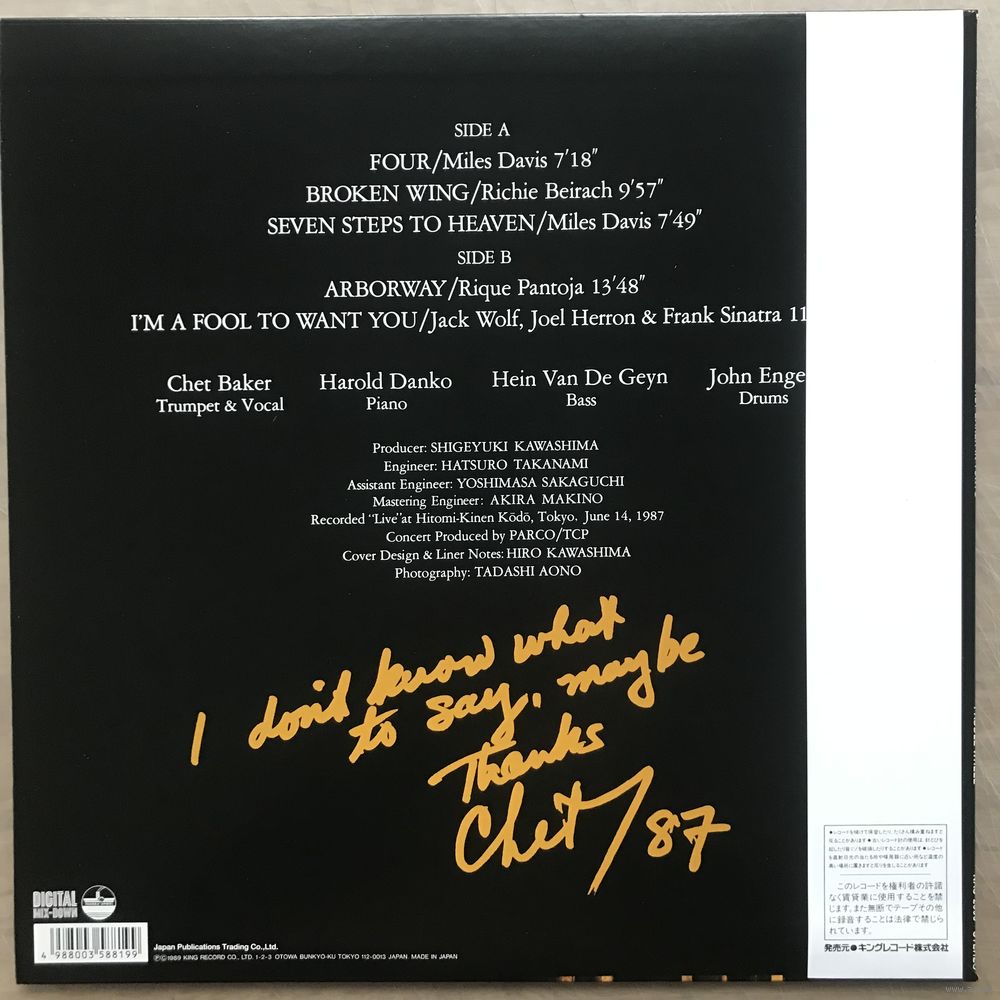 SIDE A
FOUR/Miles Davis 7'18"
BROKEN WING/Richie Beirach 9'57"
SEVEN STEPS TO HEAVEN/Miles Davis 7'49"
SIDE B
ARBORWAY/Rique Pantoja 13'48"
I'M A FOOL TO WANT YOU/Jack Wolf, Joel Herron & Frank Sinatra 11
Chet Baker Harold Danko Hein Van De Geyn John Enge
Trumpet & Vocal Piano Bass Drums
Producer: SHIGEYUKI KAWASHIMA
Engineer: HATSURO TAKANAMI
Assistant Engineer: YOSHIMASA SAKAGUCHI
Mastering Engineer: AKIRA MAKINO
Recorded "Live" at Hitomi-Kinen Kōdō, Tokyo. June 14, 1987
Concert Produced by PARCO/TCP
Cover Design & Liner Notes: HIRO KAWASHIMA
Photography: TADASHI AONO
I don't know what
to say, maybe
Thanks
Chet/87
DIGITAL
MIX-DOWN
4 988003 588199
Japan Publications Trading Co.,Ltd.
ⓅⒸ1989 KING RECORD CO., LTD. 1-2-3 OTOWA BUNKYO-KU TOKYO 112-0013 JAPAN. MADE IN JAPAN
このレコードを権利者の許諾
なく賃貸業に使用することを禁
じます。また無断でテープその他
に録音することは法律で禁じら
れています。
発売元●キングレコード株式会社